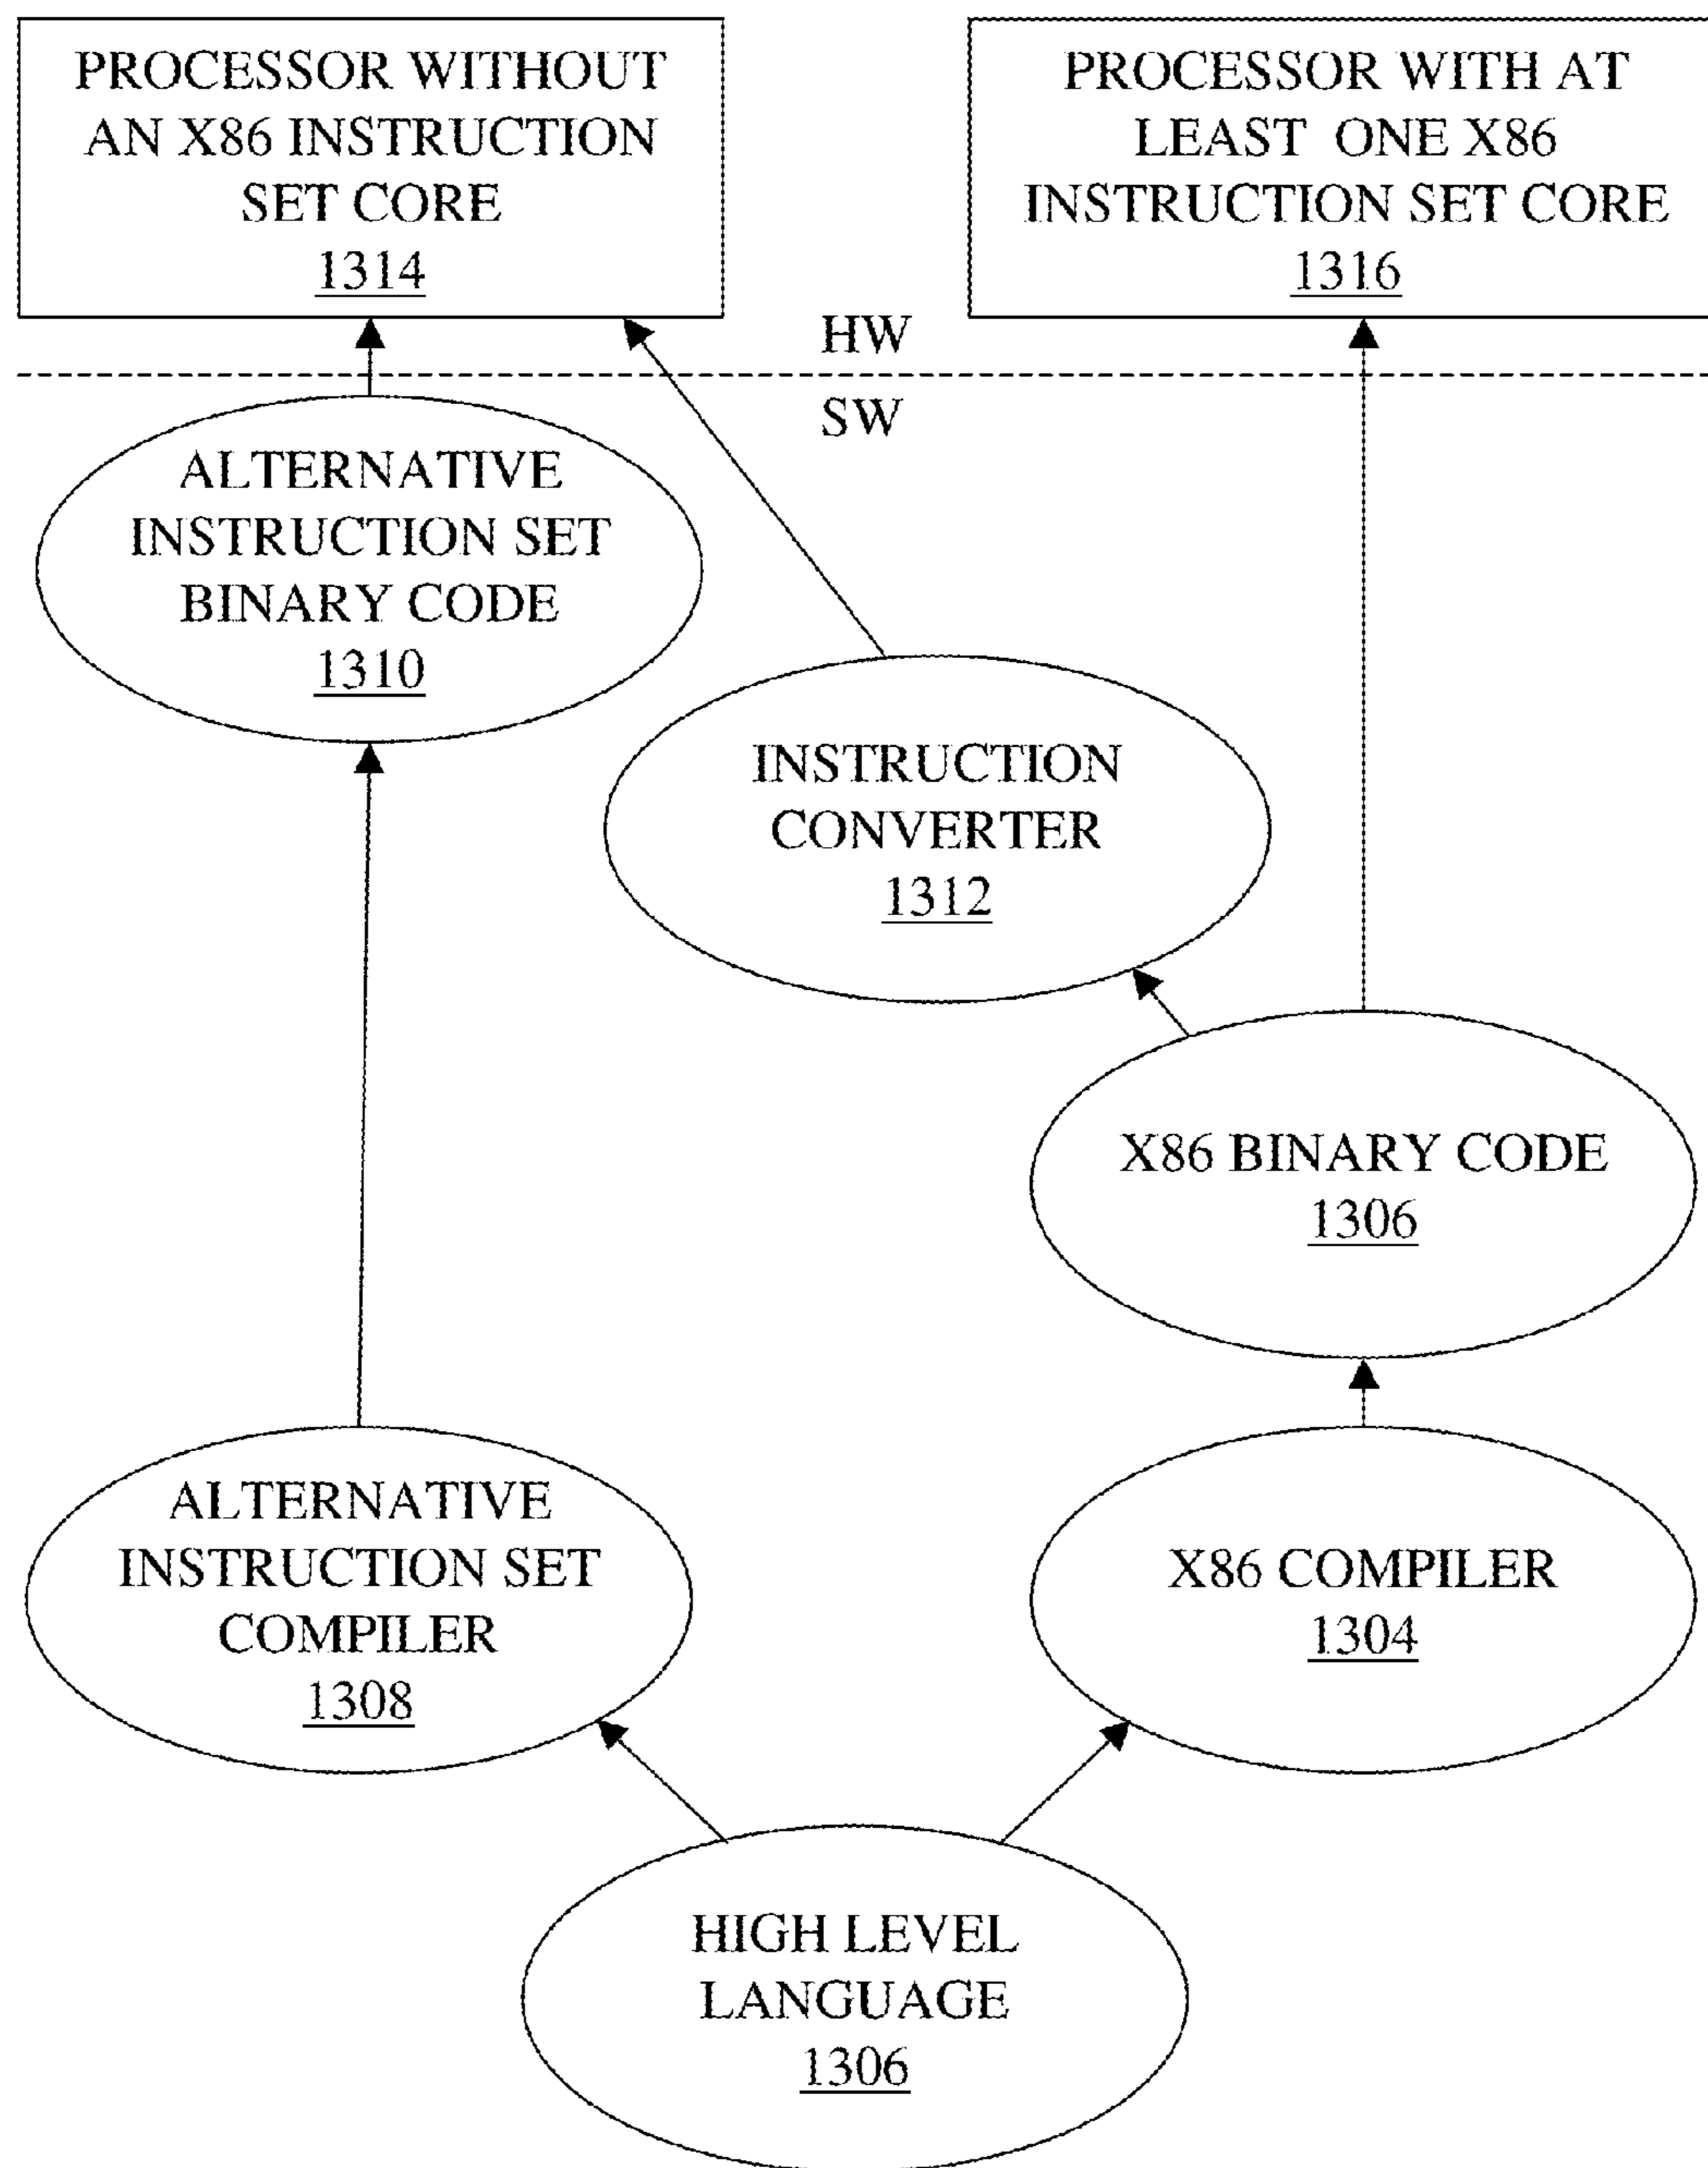 PROCESSOR WITHOUT
AN X86 INSTRUCTION
SET CORE
1314
PROCESSOR WITH AT
LEAST ONE X86
INSTRUCTION SET CORE
1316
HW
SW
ALTERNATIVE
INSTRUCTION SET
BINARY CODE
1310
INSTRUCTION
CONVERTER
1312
X86 BINARY CODE
1306
ALTERNATIVE
INSTRUCTION SET
COMPILER
1308
X86 COMPILER
1304
HIGH LEVEL
LANGUAGE
1306